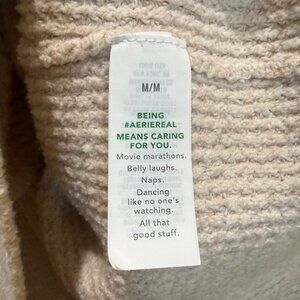 M/M
BEING
#AERIEREAL
MEANS CARING
FOR YOU.
Movie marathons.
Belly laughs.
Naps.
Dancing
like no one's
watching.
All that
good stuff.